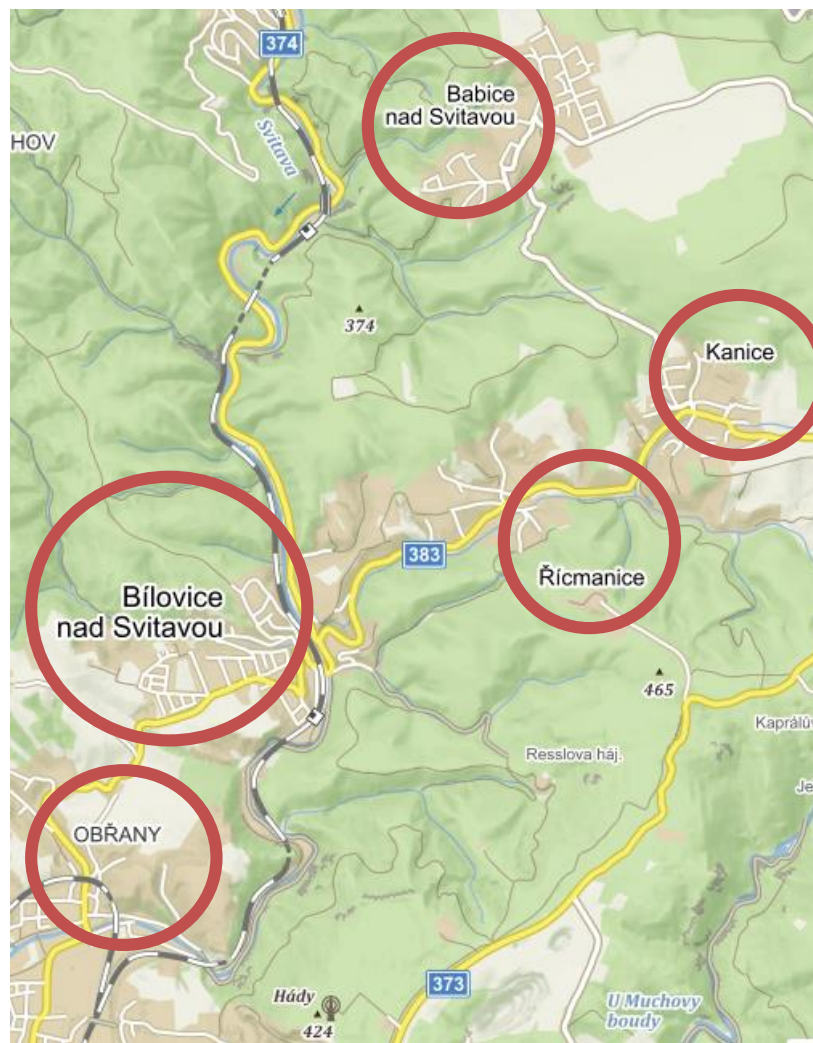 374
Babice
nad Svitavou
HOV
Svitava
374
Kanice
383
Řícmanice
Bílovice
nad Svitavou
465
Kaprálův
Resslova háj.
Je
OBŘANY
373
Hády
424
U Muchovy
boudy